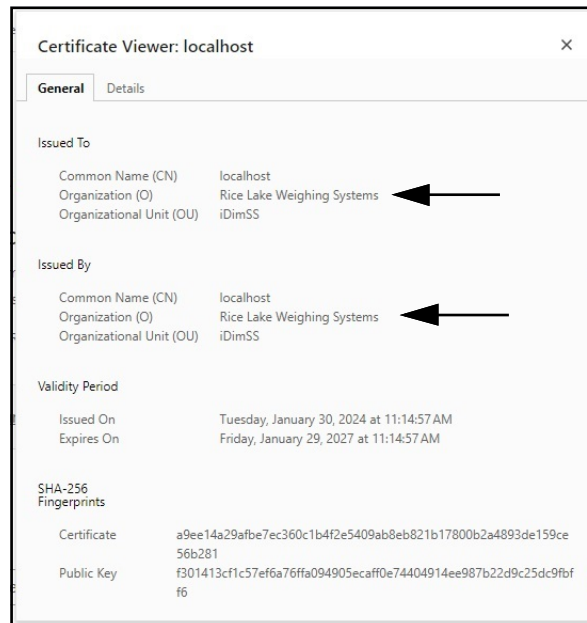 Certificate Viewer: localhost
General Details
Issued To
Common Name (CN) localhost
Organization (O) Rice Lake Weighing Systems
Organizational Unit (OU) iDimSS
Issued By
Common Name (CN) localhost
Organization (O) Rice Lake Weighing Systems
Organizational Unit (OU) iDimSS
Validity Period
Issued On Tuesday, January 30, 2024 at 11:14:57 AM
Expires On Friday, January 29, 2027 at 11:14:57 AM
SHA-256
Fingerprints
Certificate a9ee14a29afbe7ec360c1b4f2e5409ab8eb821b17800b2a4893de159ce
56b281
Public Key f301413cf1c57ef6a76ffa094905ecaff0e74404914ee987b22d9c25dc9fbf
f6